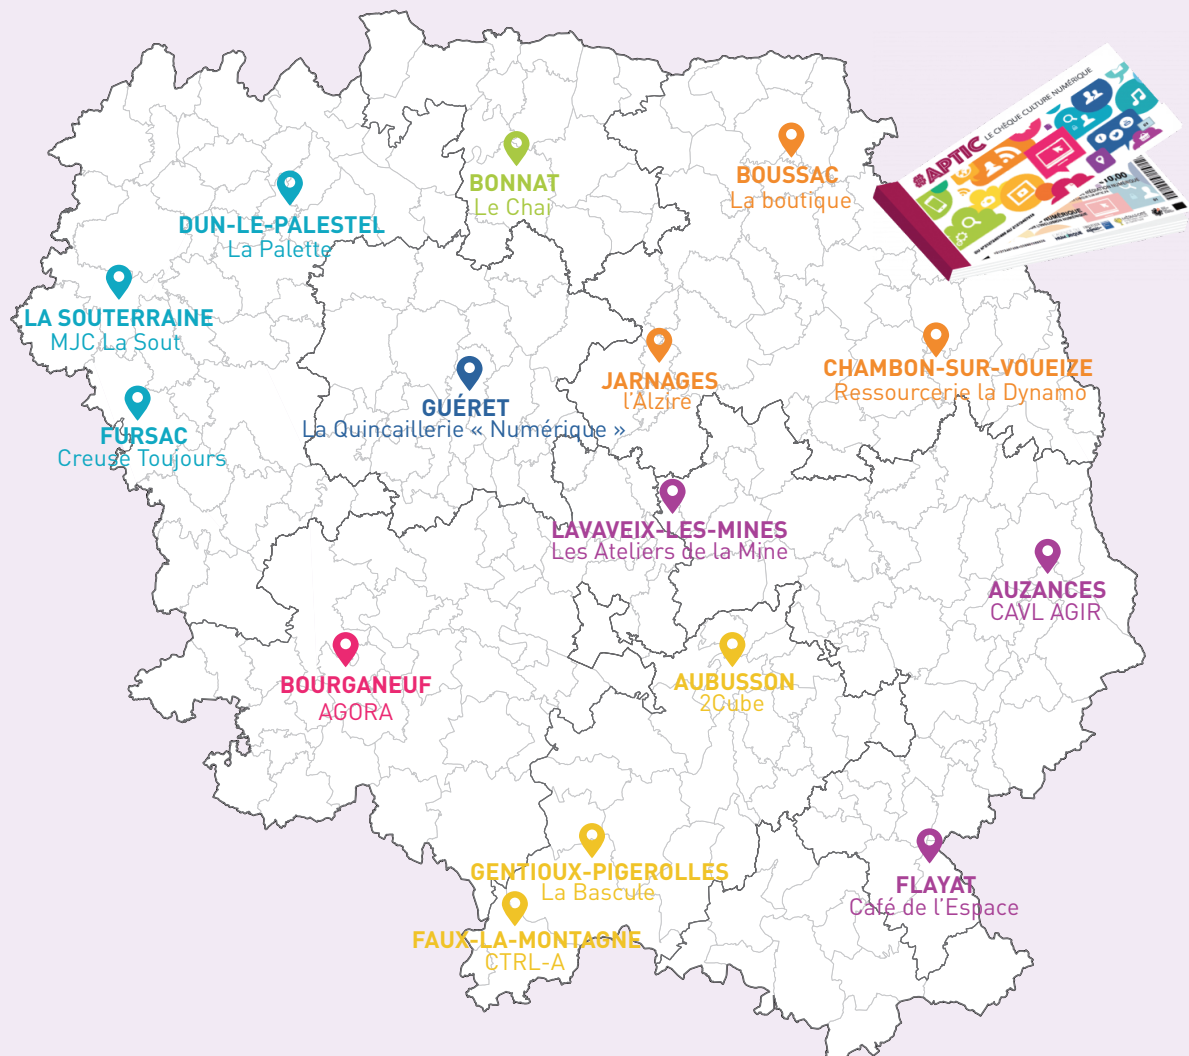 #APTIC LE CHÈQUE CULTURE NUMÉRIQUE
10,00
NUMÉRIQUE
BONNAT
Le Chai
BOUSSAC
La boutique
DUN-LE-PALESTEL
La Palette
LA SOUTERRAINE
MJC La Sout
JARNAGES
l'Alzire
CHAMBON-SUR-VOUEIZE
Ressourcerie la Dynamo
GUÉRET
La Quincaillerie « Numérique »
FURSAC
Creuse Toujours
LAVAVEIX-LES-MINES
Les Ateliers de la Mine
AUZANCES
CAVL AGIR
BOURGANEUF
AGORA
AUBUSSON
2Cube
GENTIOUX-PIGEROLLES
La Bascule
FLAYAT
Café de l'Espace
FAUX-LA-MONTAGNE
CTRL-A